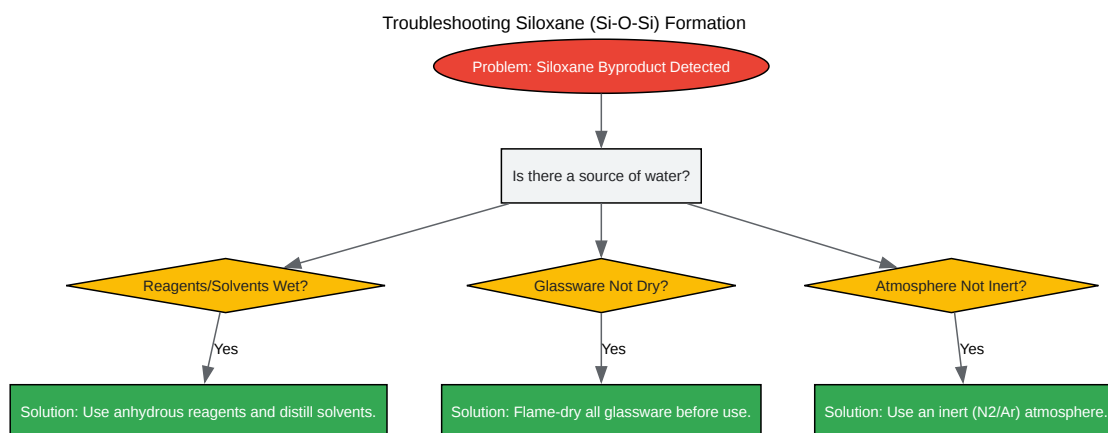 Troubleshooting Siloxane (Si-O-Si) Formation
Problem: Siloxane Byproduct Detected
Is there a source of water?
Reagents/Solvents Wet?
Glassware Not Dry?
Atmosphere Not Inert?
Yes
Yes
Yes
Solution: Use anhydrous reagents and distill solvents.
Solution: Flame-dry all glassware before use.
Solution: Use an inert (N2/Ar) atmosphere.